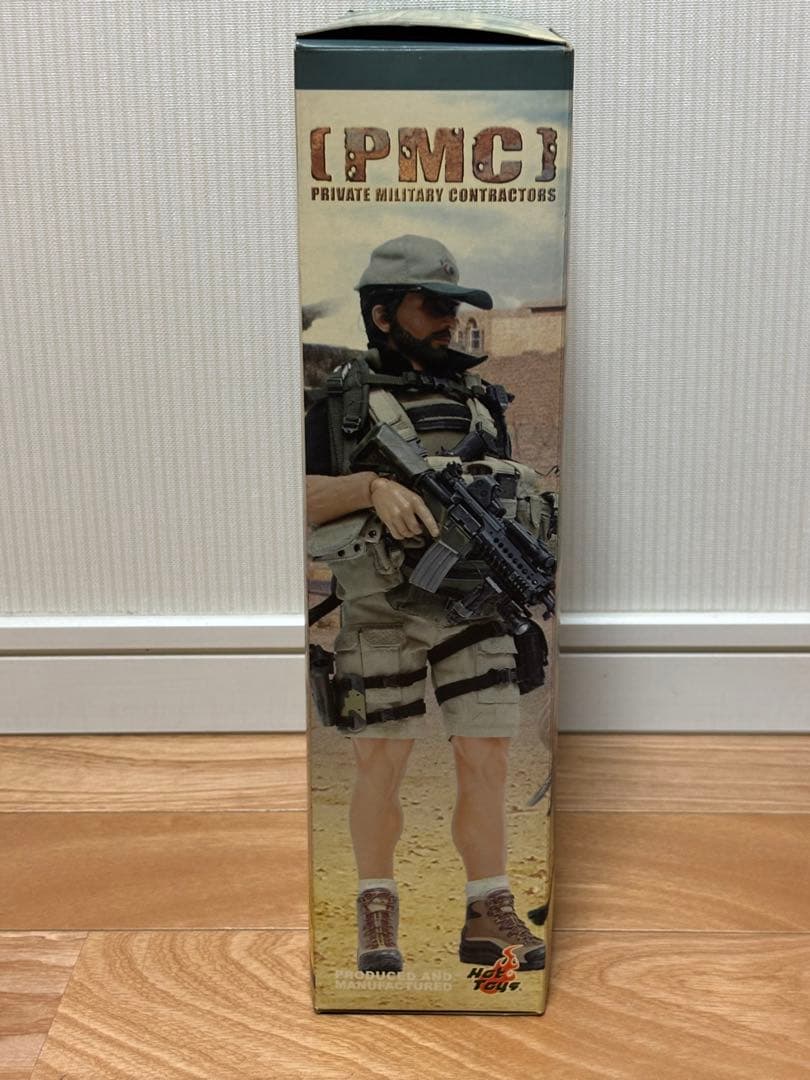 [PMC]
PRIVATE MILITARY CONTRACTORS
PRODUCED AND
MANUFACTURED
Hot
Toys.